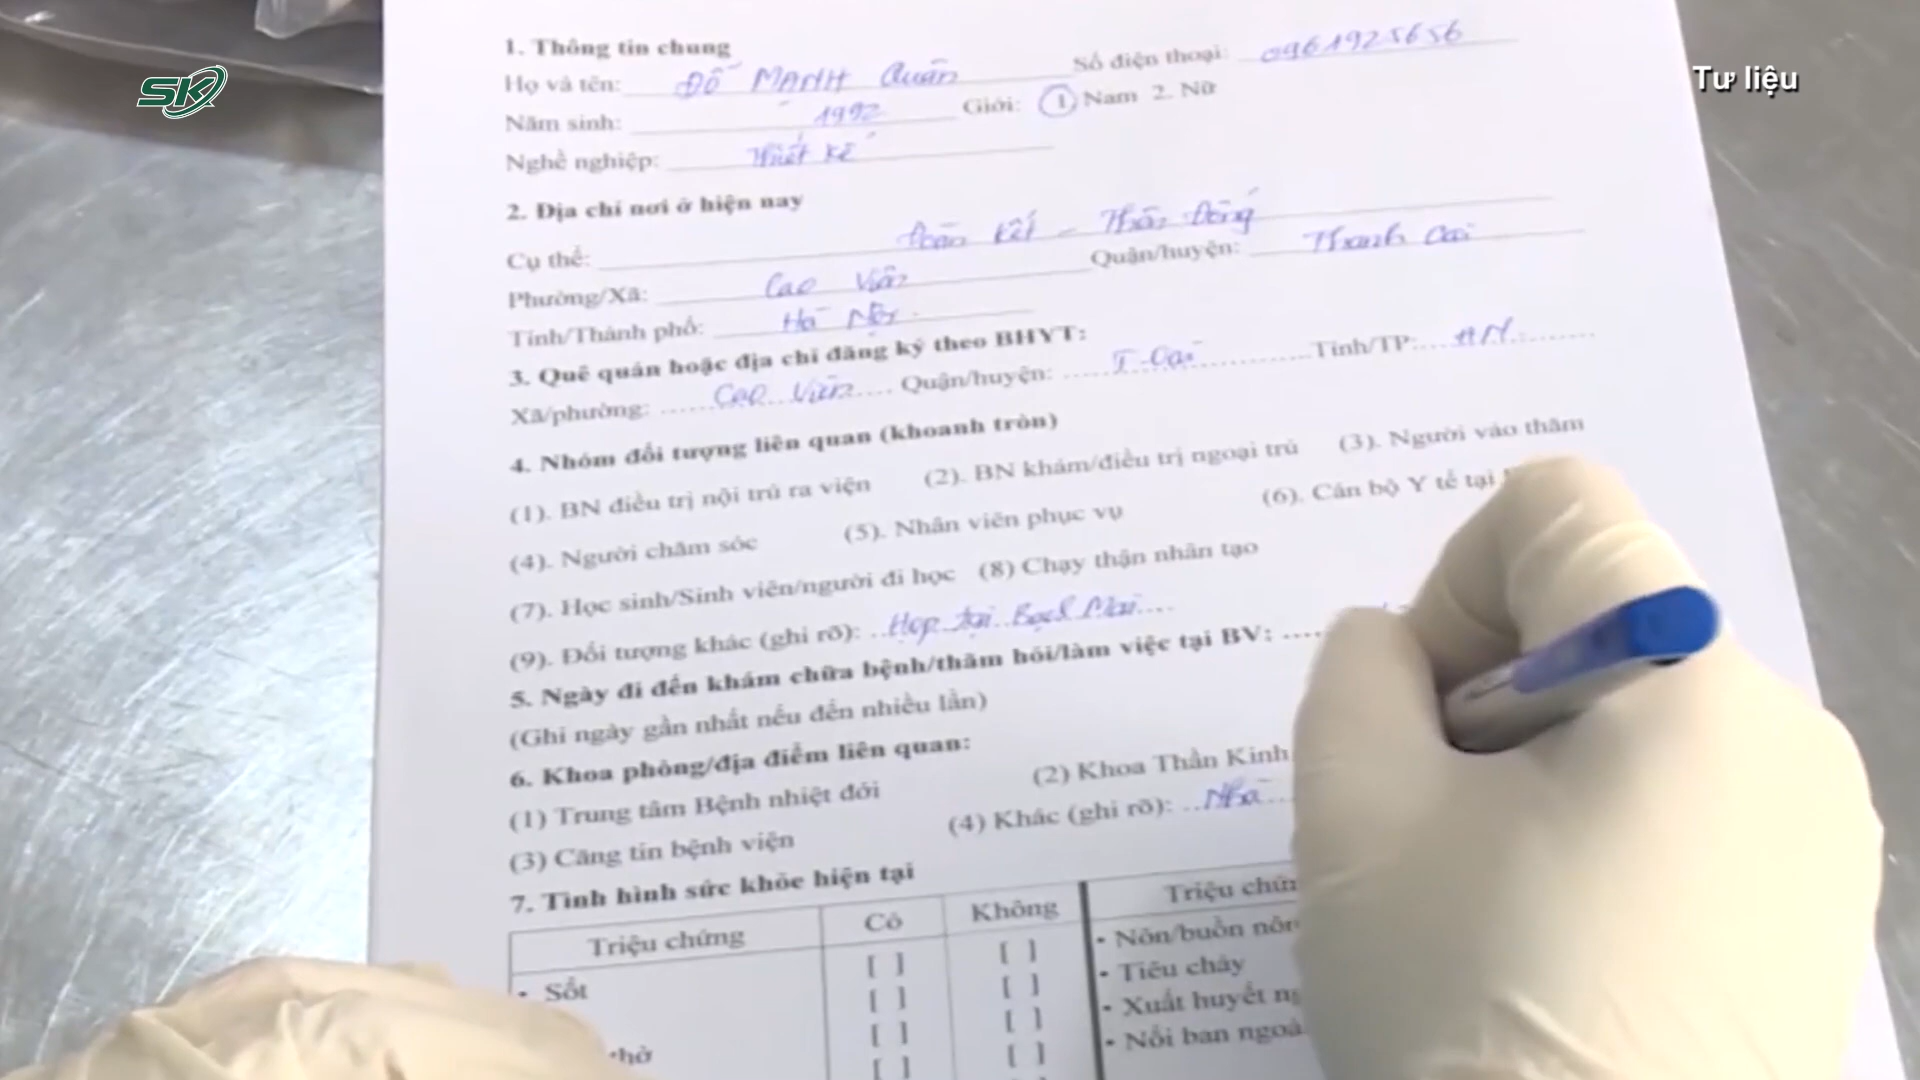 SK
Tư liệu
1. Thông tin chung
Họ và tên: ĐỖ MẠNH Quân Số điện thoại: 0961925656
Năm sinh: 1992 Giới: 1 Nam 2. Nữ
Nghề nghiệp: Thiết kế
2. Địa chỉ nơi ở hiện nay
Cụ thể: Đoàn Kết - Thôn Đồng
Phường/Xã: Cao Viên Quận/huyện: Thanh Oai
Tỉnh/Thành phố: Hà Nội.
3. Quê quán hoặc địa chỉ đăng ký theo BHYT:
Xã/phường: ...... Cao Viên .... Quận/huyện: ...... T-Oai .............Tỉnh/TP:.... HN.........
4. Nhóm đối tượng liên quan (khoanh tròn)
(1). BN điều trị nội trú ra viện (2). BN khám/điều trị ngoại trú (3). Người vào thăm
(4). Người chăm sóc (5). Nhân viên phục vụ (6). Cán bộ Y tế tại
(7). Học sinh/Sinh viên/người đi học (8) Chạy thận nhân tạo
(9). Đối tượng khác (ghi rõ): ..Họp tại Bạch Mai....
5. Ngày đi đến khám chữa bệnh/thăm hỏi/làm việc tại BV: ....
(Ghi ngày gần nhất nếu đến nhiều lần)
6. Khoa phòng/địa điểm liên quan:
(1) Trung tâm Bệnh nhiệt đới (2) Khoa Thần Kinh
(3) Căng tin bệnh viện (4) Khác (ghi rõ): ..Nhà...
7. Tình hình sức khỏe hiện tại
Triệu chứng Có Không
• Sốt [ ] [ ]
[ ] [ ]
[ ] [ ]
thở [ ] [ ]
• Nôn/buồn nôn
• Tiêu chảy
• Xuất huyết
• Nổi ban